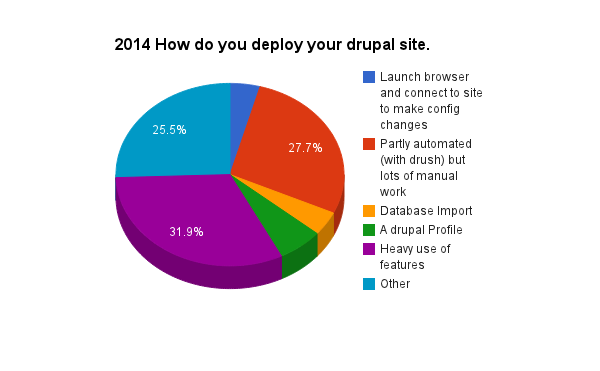 2014 How do you deploy your drupal site.
Launch browser
and connect to site
to make config
changes
Partly automated
(with drush) but
lots of manual
work
Database Import
A drupal Profile
Heavy use of
features
Other
25.5%
27.7%
31.9%